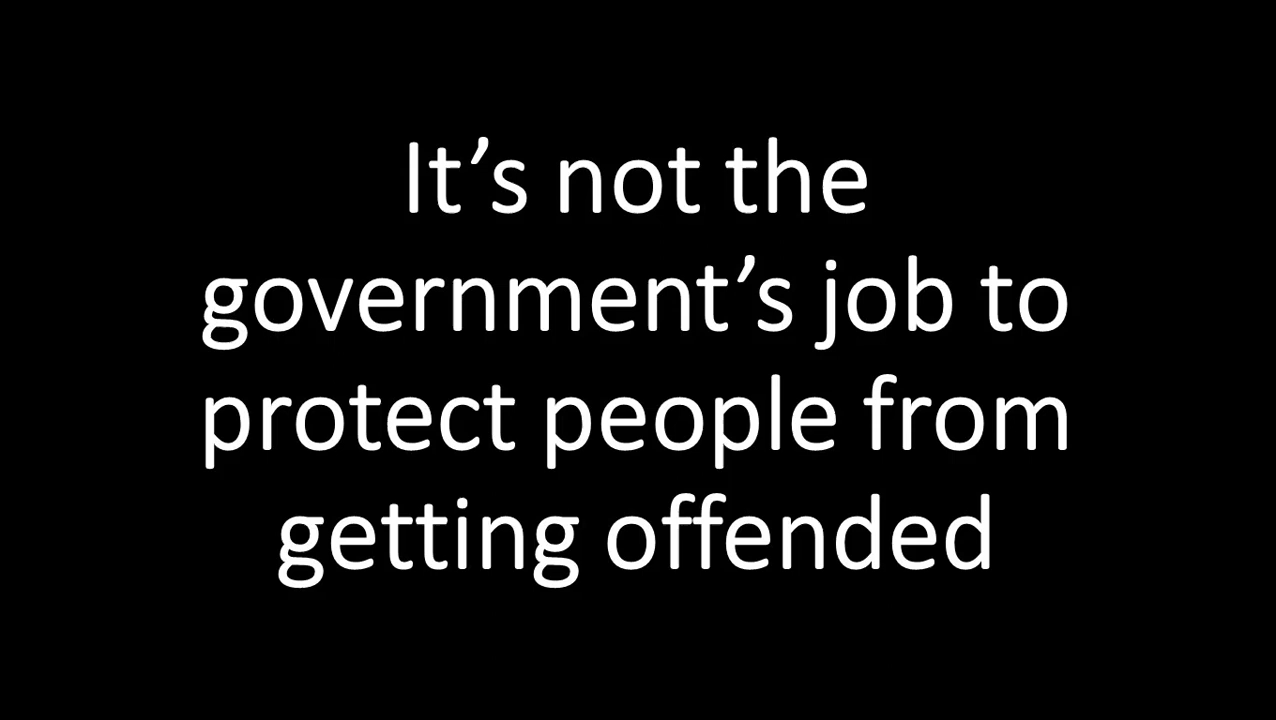 It’s not the
government’s job to
protect people from
getting offended